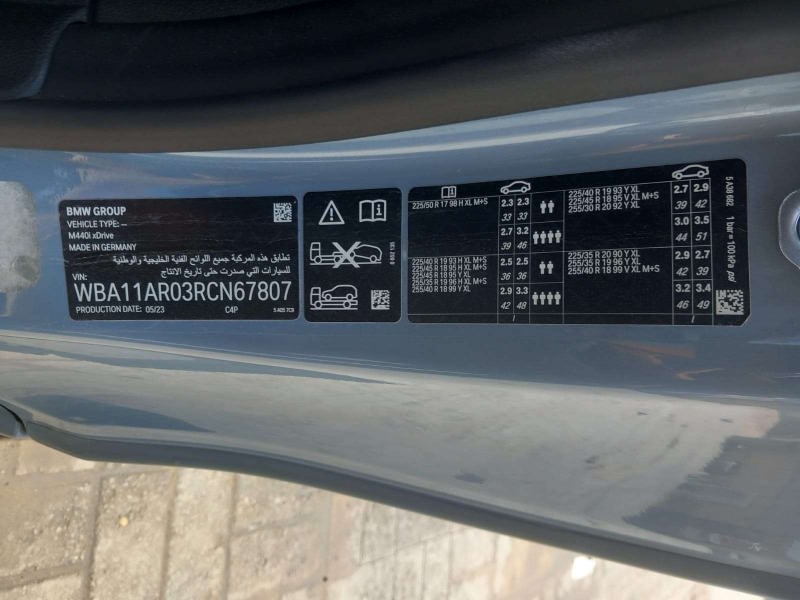 BMW GROUP
VEHICLE TYPE: --
M440i xDrive
MADE IN GERMANY
تطابق هذه المركبة جميع اللوائح الفنية الخليجية والوطنية
للسيارات التي صدرت حتى تاريخ الانتاج
VIN:
WBA11AR03RCN67807
PRODUCTION DATE: 05/23 C4P 5 A05 7C9
225/50 R 17 98 H XL M+S
2.3 2.3
33 33
2.7 3.2
39 46
225/40 R 19 93 H XL M+S
225/45 R 18 95 H XL M+S
225/45 R 18 95 Y XL
255/35 R 19 96 H XL M+S
255/40 R 18 99 Y XL
2.5 2.5
36 36
2.9 3.3
42 48
/
225/40 R 19 93 Y XL
225/45 R 18 95 V XL M+S
255/30 R 20 92 Y XL
2.7 2.9
39 42
3.0 3.5
44 51
225/35 R 20 90 Y XL
255/35 R 19 96 Y XL
255/40 R 18 99 V XL M+S
2.9 2.7
42 39
3.2 3.4
46 49
/
5 A38 662
1 bar = 100 kPa psi